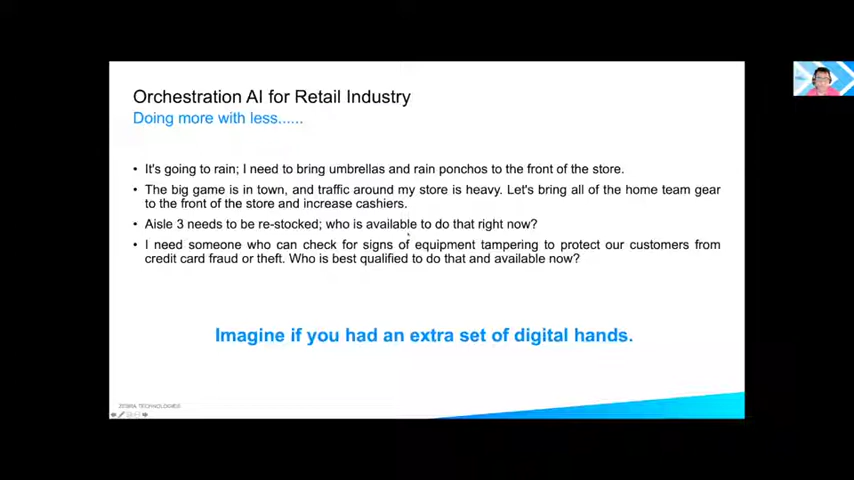 Orchestration AI for Retail Industry
Doing more with less......
• It's going to rain; I need to bring umbrellas and rain ponchos to the front of the store.
• The big game is in town, and traffic around my store is heavy. Let's bring all of the home team gear
to the front of the store and increase cashiers.
• Aisle 3 needs to be re-stocked; who is available to do that right now?
• I need someone who can check for signs of equipment tampering to protect our customers from
credit card fraud or theft. Who is best qualified to do that and available now?
Imagine if you had an extra set of digital hands.
ZEBRA TECHNOLOGIES